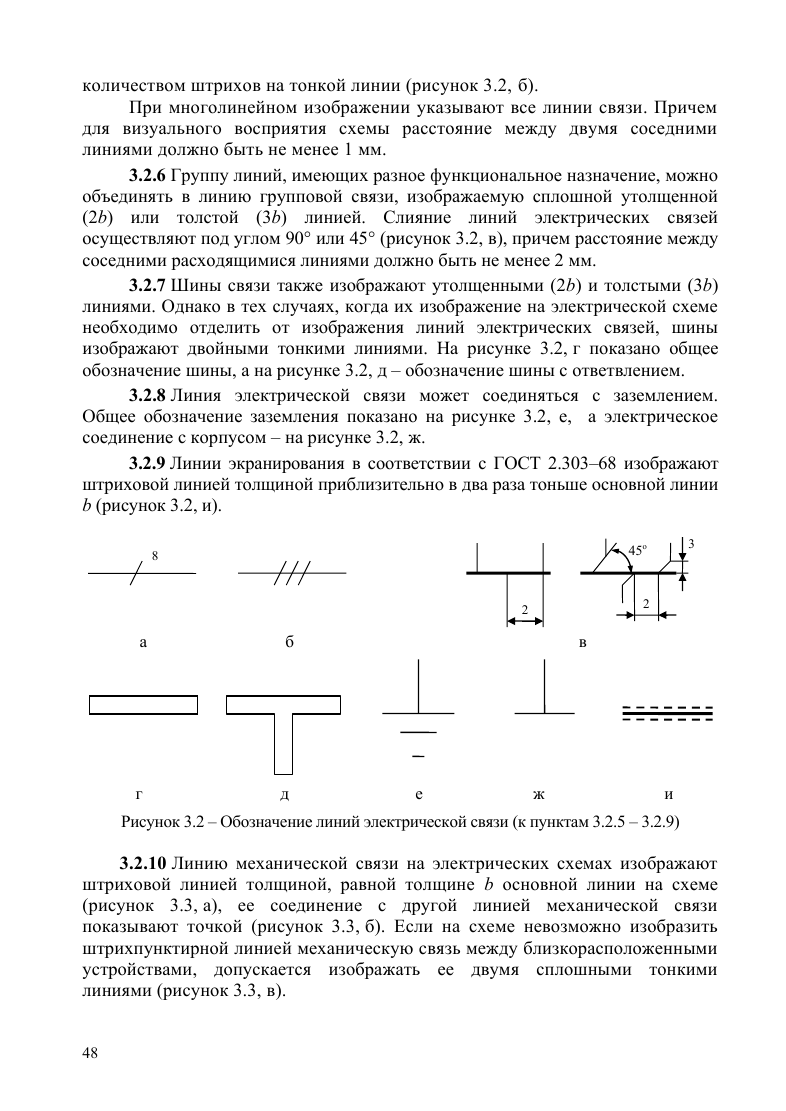 количеством штрихов на тонкой линии (рисунок 3.2, б).
При многолинейном изображении указывают все линии связи. Причем
для визуального восприятия схемы расстояние между двумя соседними
линиями должно быть не менее 1 мм.
3.2.6 Группу линий, имеющих разное функциональное назначение, можно
объединять в линию групповой связи, изображаемую сплошной утолщенной
(2b) или толстой (3b) линией. Слияние линий электрических связей
осуществляют под углом 90° или 45° (рисунок 3.2, в), причем расстояние между
соседними расходящимися линиями должно быть не менее 2 мм.
3.2.7 Шины связи также изображают утолщенными (2b) и толстыми (3b)
линиями. Однако в тех случаях, когда их изображение на электрической схеме
необходимо отделить от изображения линий электрических связей, шины
изображают двойными тонкими линиями. На рисунке 3.2, г показано общее
обозначение шины, а на рисунке 3.2, д – обозначение шины с ответвлением.
3.2.8 Линия электрической связи может соединяться с заземлением.
Общее обозначение заземления показано на рисунке 3.2, е, а электрическое
соединение с корпусом – на рисунке 3.2, ж.
3.2.9 Линии экранирования в соответствии с ГОСТ 2.303–68 изображают
штриховой линией толщиной приблизительно в два раза тоньше основной линии
b (рисунок 3.2, и).
8 45° 3
2 2
а б в
г д е ж и
Рисунок 3.2 – Обозначение линий электрической связи (к пунктам 3.2.5 – 3.2.9)
3.2.10 Линию механической связи на электрических схемах изображают
штриховой линией толщиной, равной толщине b основной линии на схеме
(рисунок 3.3, а), ее соединение с другой линией механической связи
показывают точкой (рисунок 3.3, б). Если на схеме невозможно изобразить
штрихпунктирной линией механическую связь между близкорасположенными
устройствами, допускается изображать ее двумя сплошными тонкими
линиями (рисунок 3.3, в).
48